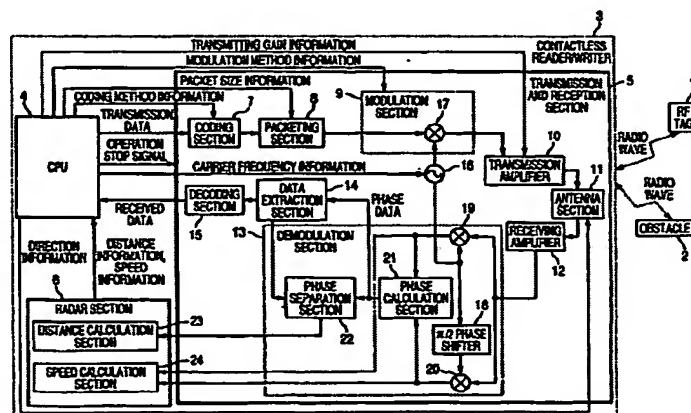 3
TRANSMITTING GAIN INFORMATION
CONTACTLESS
READER/WRITER
MODULATION METHOD INFORMATION
PACKET SIZE INFORMATION
TRANSMISSION
AND RECEPTION
SECTION
5
4
CODING METHOD INFORMATION
7
8
9
MODULATION
SECTION
17
1
TRANSMISSION
DATA
CODING
SECTION
PACKETING
SECTION
10
RF
TAG
CPU
OPERATION
STOP SIGNAL
TRANSMISSION
AMPLIFIER
RADIO
WAVE
CARRIER FREQUENCY INFORMATION
16
11
RECEIVED
DATA
DECODING
SECTION
15
DATA
EXTRACTION
SECTION
14
PHASE
DATA
19
ANTENNA
SECTION
RADIO
WAVE
RECEIVING
AMPLIFIER
12
OBSTACLE
2
DIRECTION
INFORMATION
DISTANCE
INFORMATION,
SPEED
INFORMATION
13
DEMODULATION
SECTION
21
PHASE
SEPARATION
SECTION
22
PHASE
CALCULATION
SECTION
18
π/2 PHASE
SHIFTER
6
RADAR SECTION
DISTANCE CALCULATION
SECTION
23
SPEED CALCULATION
SECTION
24
20